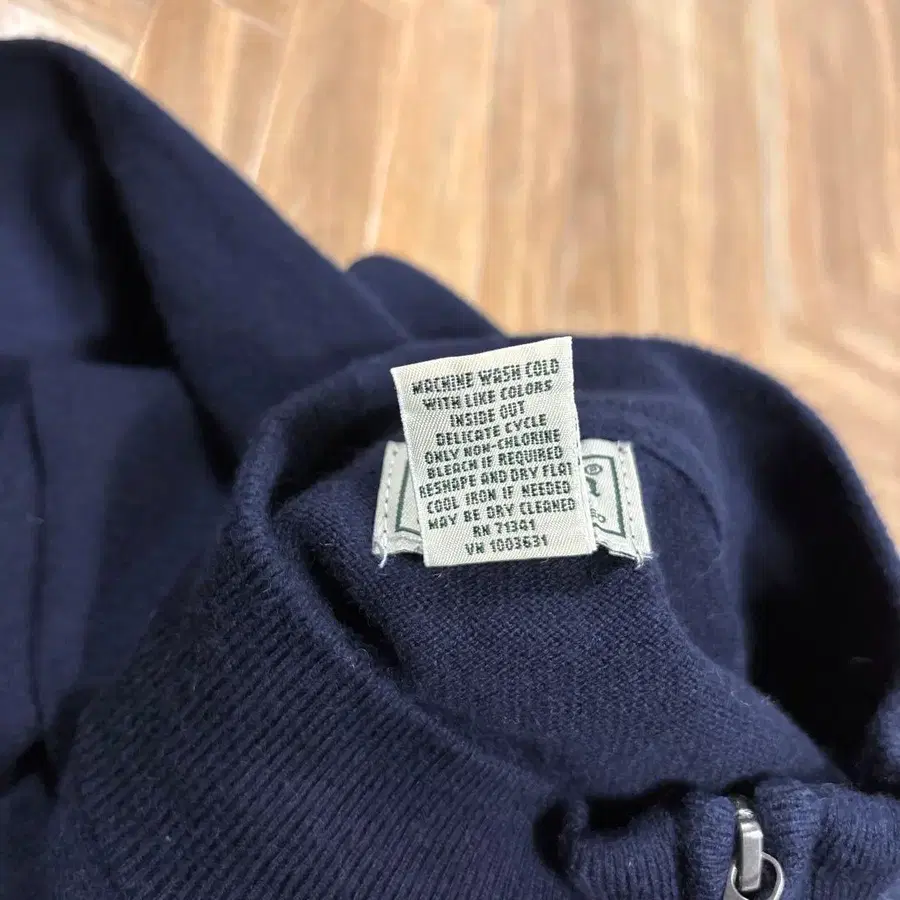 MACHINE WASH COLD
WITH LIKE COLORS
INSIDE OUT
DELICATE CYCLE
ONLY NON-CHLORINE
BLEACH IF REQUIRED
RESHAPE AND DRY FLAT
COOL IRON IF NEEDED
MAY BE DRY CLEANED
RN 71341
VN 1003631
®